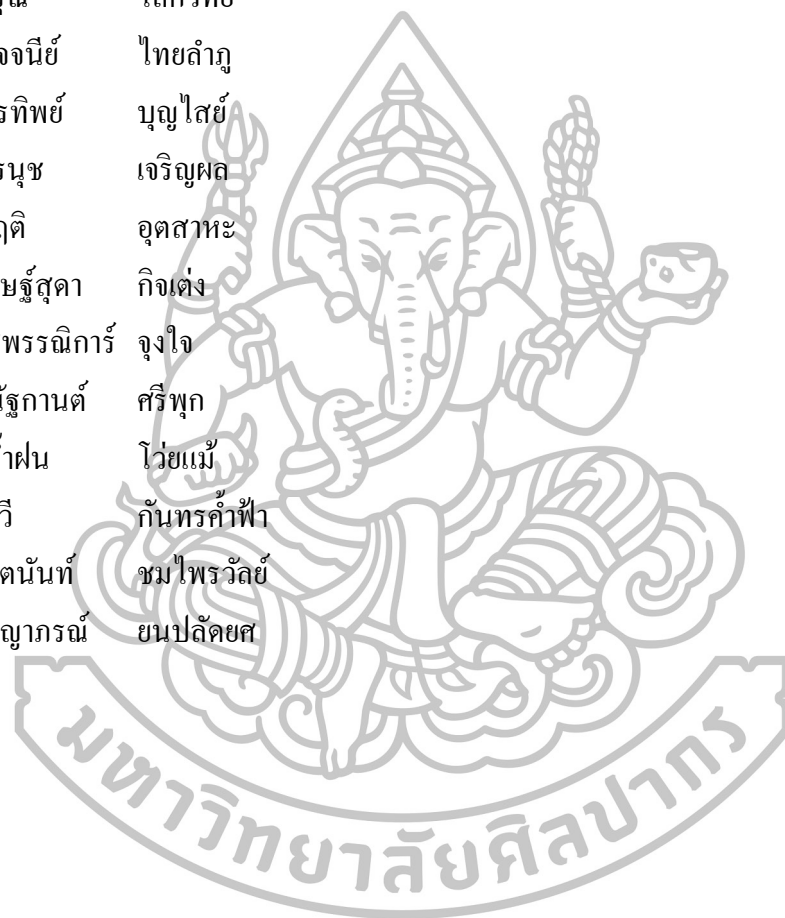 จจนีย์ ไทยลำภู
รทิพย์ บุญไสย์
รนุช เจริญผล
ฤติ อุตสาหะ
ษฐ์สุดา กิจเต่ง
พรรณิการ์ จุงใจ
ัฐกานต์ ศรีพุก
ำฝน โว่ยแม้
วี กันทรค้ำฟ้า
ตนันท์ ชมไพรวัลย์
ญาภรณ์ ยนปลัดยศ
มหาวิทยาลัยศิลปากร